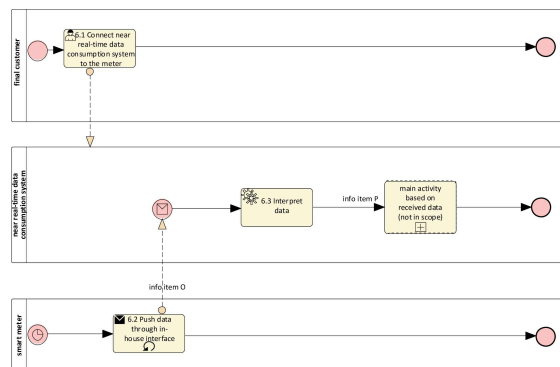 final customer
6.1 Connect near
real-time data
consumption system
to the meter
near real-time data
consumption system
6.3 Interpret
data
info item P
main activity
based on
received data
(not in scope)
info item O
smart meter
6.2 Push data
through in-
house interface